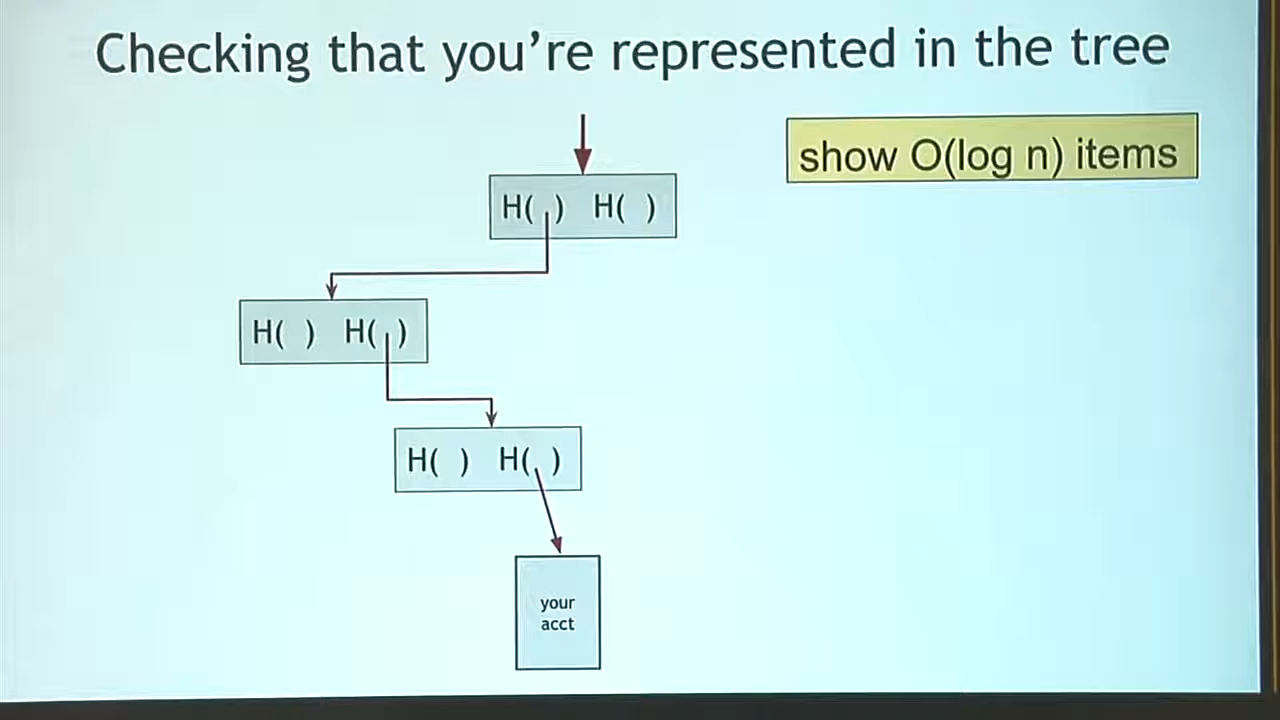 Checking that you're represented in the tree
show O(log n) items
H( ) H( )
H( ) H( )
H( ) H( )
your
acct